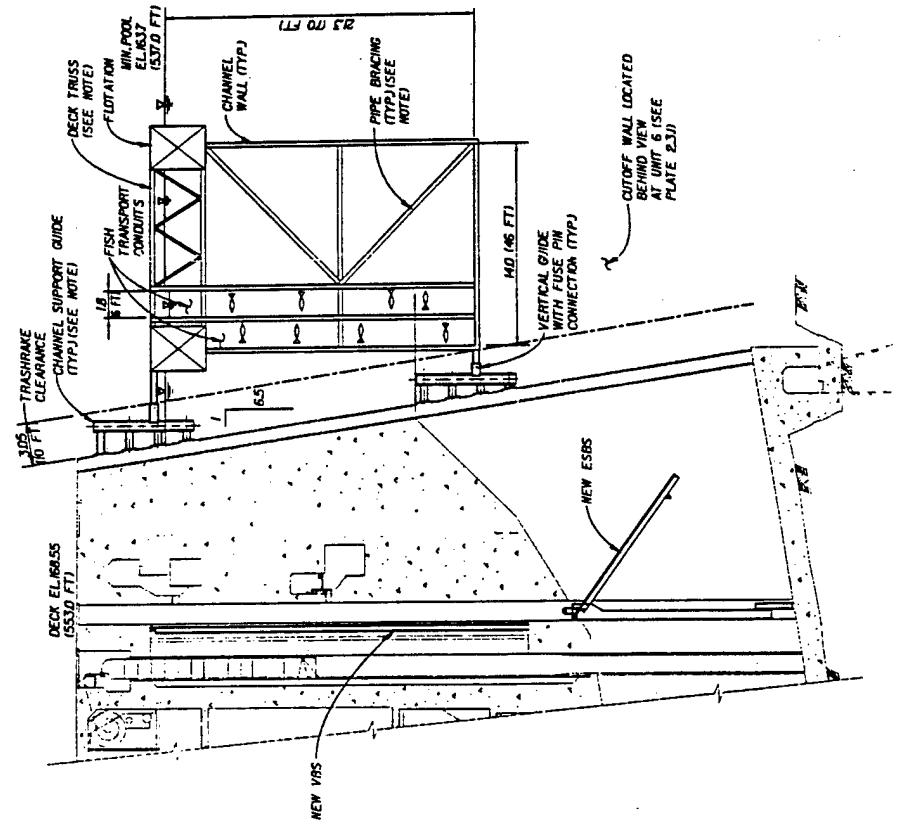 3.05
(10 FT)
TRASHRAKE
CLEARANCE
CHANNEL SUPPORT GUIDE
(TYP.) (SEE NOTE)
1.8
6 FT)
FISH
TRANSPORT
CONDUITS
DECK TRUSS
(SEE NOTE)
FLOTATION
MIN. POOL
EL.163.7
(537.0 FT)
21.3 (70 FT)
CHANNEL
WALL (TYP.)
PIPE BRACING
(TYP.) (SEE
NOTE)
14.0 (46 FT)
VERTICAL GUIDE
WITH FUSE PIN
CONNECTION (TYP.)
CUTOFF WALL LOCATED
BEHIND VIEW
AT UNIT 6 (SEE
PLATE 2.3.1)
1
6.5
DECK EL.168.55
(553.0 FT)
NEW ESBS
NEW VBS